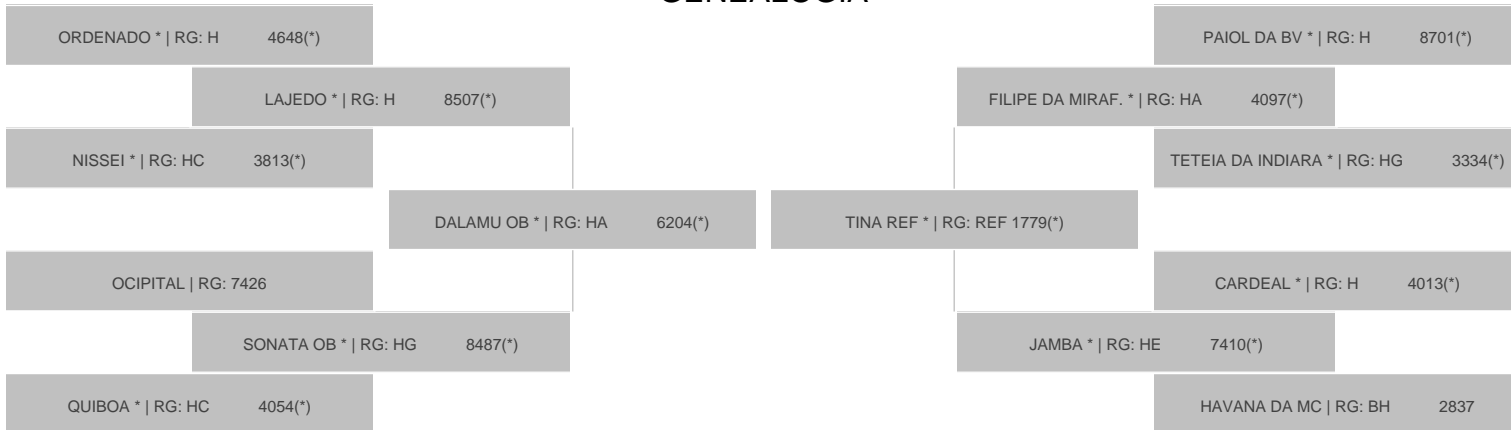 GENEALOGIA
ORDENADO * | RG: H 4648(*)
PAIOL DA BV * | RG: H 8701(*)
LAJEDO * | RG: H 8507(*)
FILIPE DA MIRAF. * | RG: HA 4097(*)
NISSEI * | RG: HC 3813(*)
TETEIA DA INDIARA * | RG: HG 3334(*)
DALAMU OB * | RG: HA 6204(*)
TINA REF * | RG: REF 1779(*)
OCIPITAL | RG: 7426
CARDEAL * | RG: H 4013(*)
SONATA OB * | RG: HG 8487(*)
JAMBA * | RG: HE 7410(*)
QUIBOA * | RG: HC 4054(*)
HAVANA DA MC | RG: BH 2837